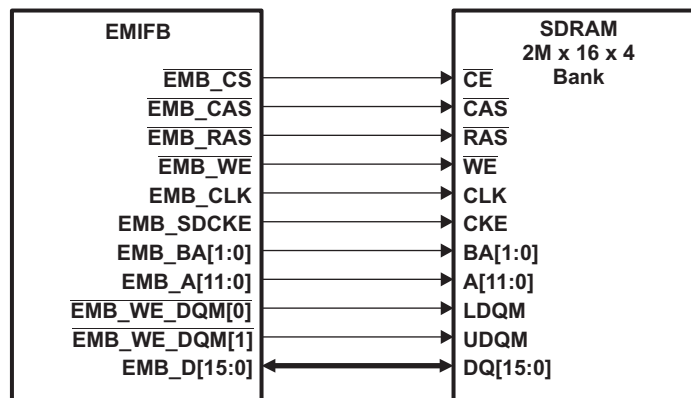 EMIFB
EMB_CS
EMB_CAS
EMB_RAS
EMB_WE
EMB_CLK
EMB_SDCKE
EMB_BA[1:0]
EMB_A[11:0]
EMB_WE_DQM[0]
EMB_WE_DQM[1]
EMB_D[15:0]
SDRAM
2M x 16 x 4
Bank
CE
CAS
RAS
WE
CLK
CKE
BA[1:0]
A[11:0]
LDQM
UDQM
DQ[15:0]